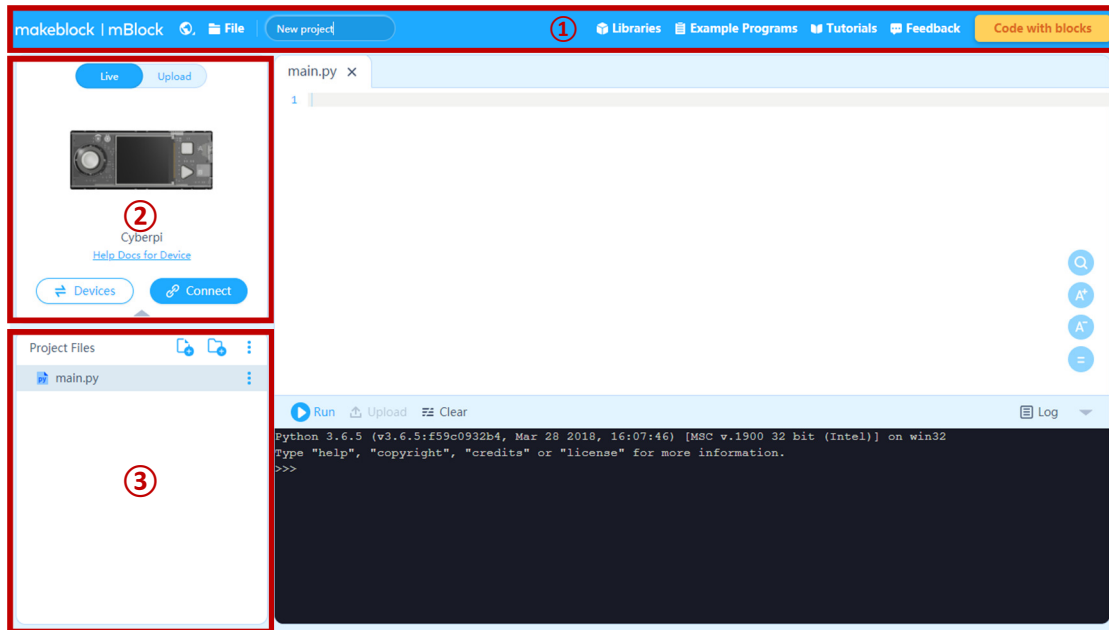 makeblock | mBlock File New project ① Libraries Example Programs Tutorials Feedback Code with blocks
Live Upload
②
Cyberpi
Help Docs for Device
Devices Connect
Project Files
py main.py
③
main.py ×
1
A+
A-
=
Run Upload Clear Log
Python 3.6.5 (v3.6.5:f59c0932b4, Mar 28 2018, 16:07:46) [MSC v.1900 32 bit (Intel)] on win32
Type "help", "copyright", "credits" or "license" for more information.
>>>